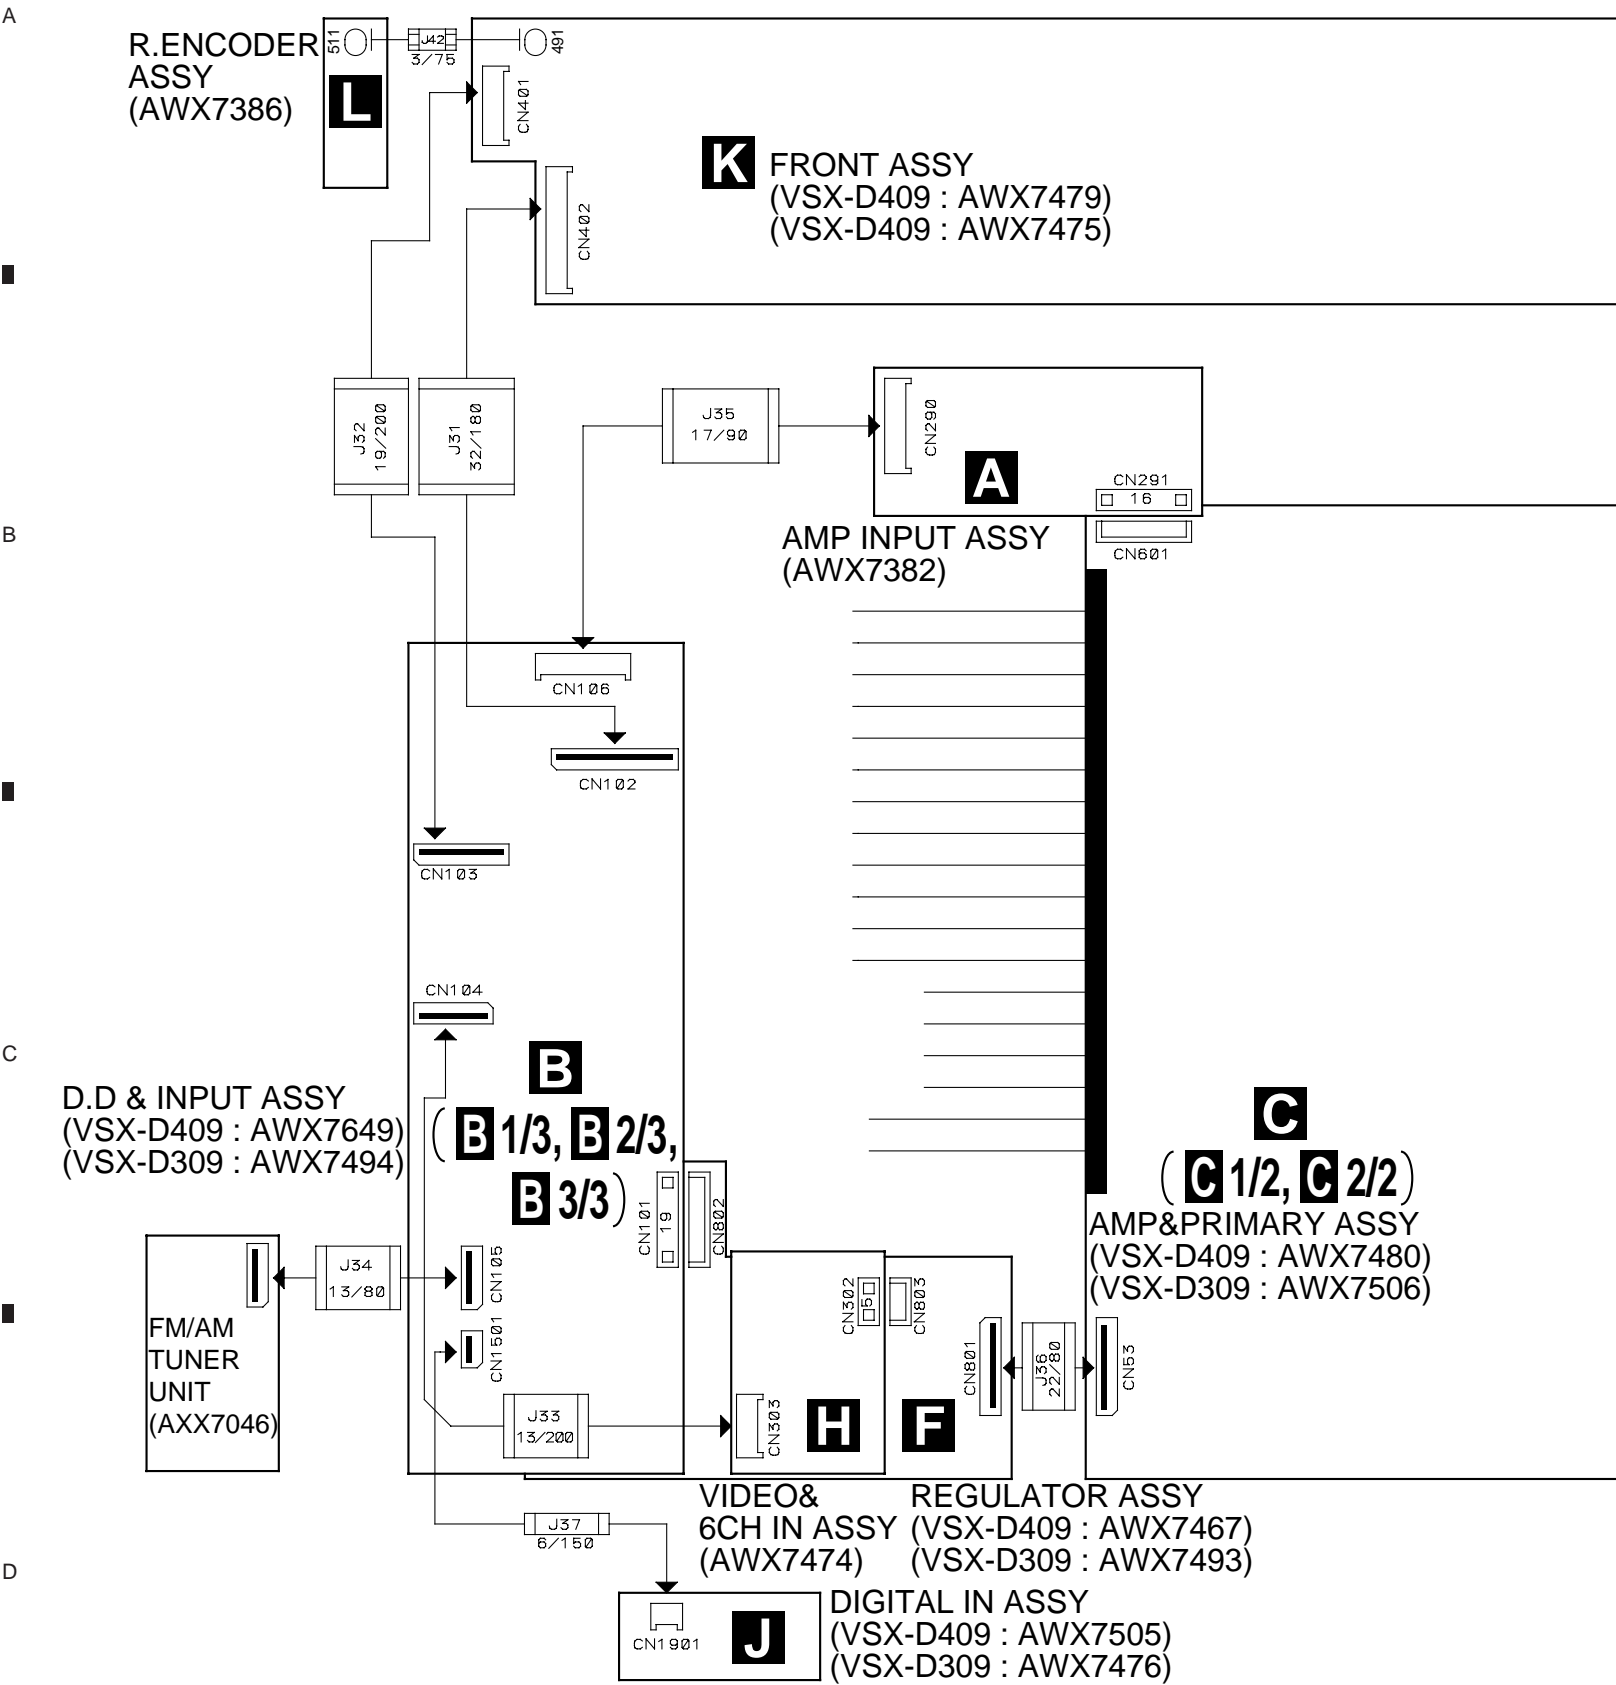 A
R.ENCODER
ASSY
(AWX7386)
511
J42
3/75
491
L
CN401
K
FRONT ASSY
(VSX-D409 : AWX7479)
(VSX-D409 : AWX7475)
CN402
J32
19/200
J31
32/180
J35
17/90
CN290
A
CN291
16
B
AMP INPUT ASSY
(AWX7382)
CN601
CN106
CN102
CN103
CN104
C
B
D.D & INPUT ASSY
(VSX-D409 : AWX7649)
(VSX-D309 : AWX7494)
( B 1/3, B 2/3,
B 3/3 )
CN101
19
CN802
C
( C 1/2, C 2/2 )
AMP&PRIMARY ASSY
(VSX-D409 : AWX7480)
(VSX-D309 : AWX7506)
J34
13/80
CN105
CN302
5
CN803
FM/AM
TUNER
UNIT
(AXX7046)
CN1501
CN801
J36
22/80
CN53
J33
13/200
CN303
H
F
VIDEO&
6CH IN ASSY
(AWX7474)
REGULATOR ASSY
(VSX-D409 : AWX7467)
(VSX-D309 : AWX7493)
J37
6/150
D
CN1901
J
DIGITAL IN ASSY
(VSX-D409 : AWX7505)
(VSX-D309 : AWX7476)